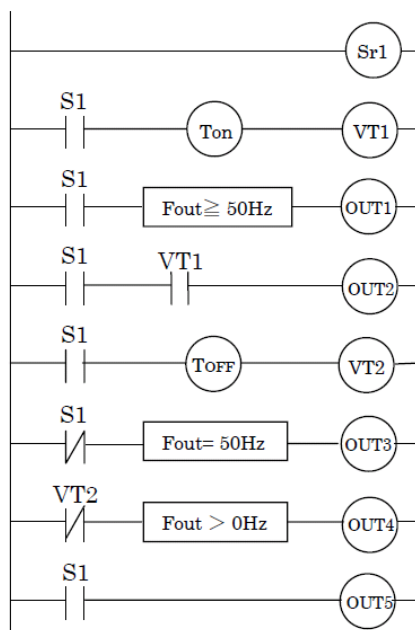 Sr1
S1
Ton VT1
S1
Fout≧ 50Hz OUT1
S1 VT1
OUT2
S1
TOFF VT2
S1
Fout= 50Hz OUT3
VT2
Fout > 0Hz OUT4
S1
OUT5